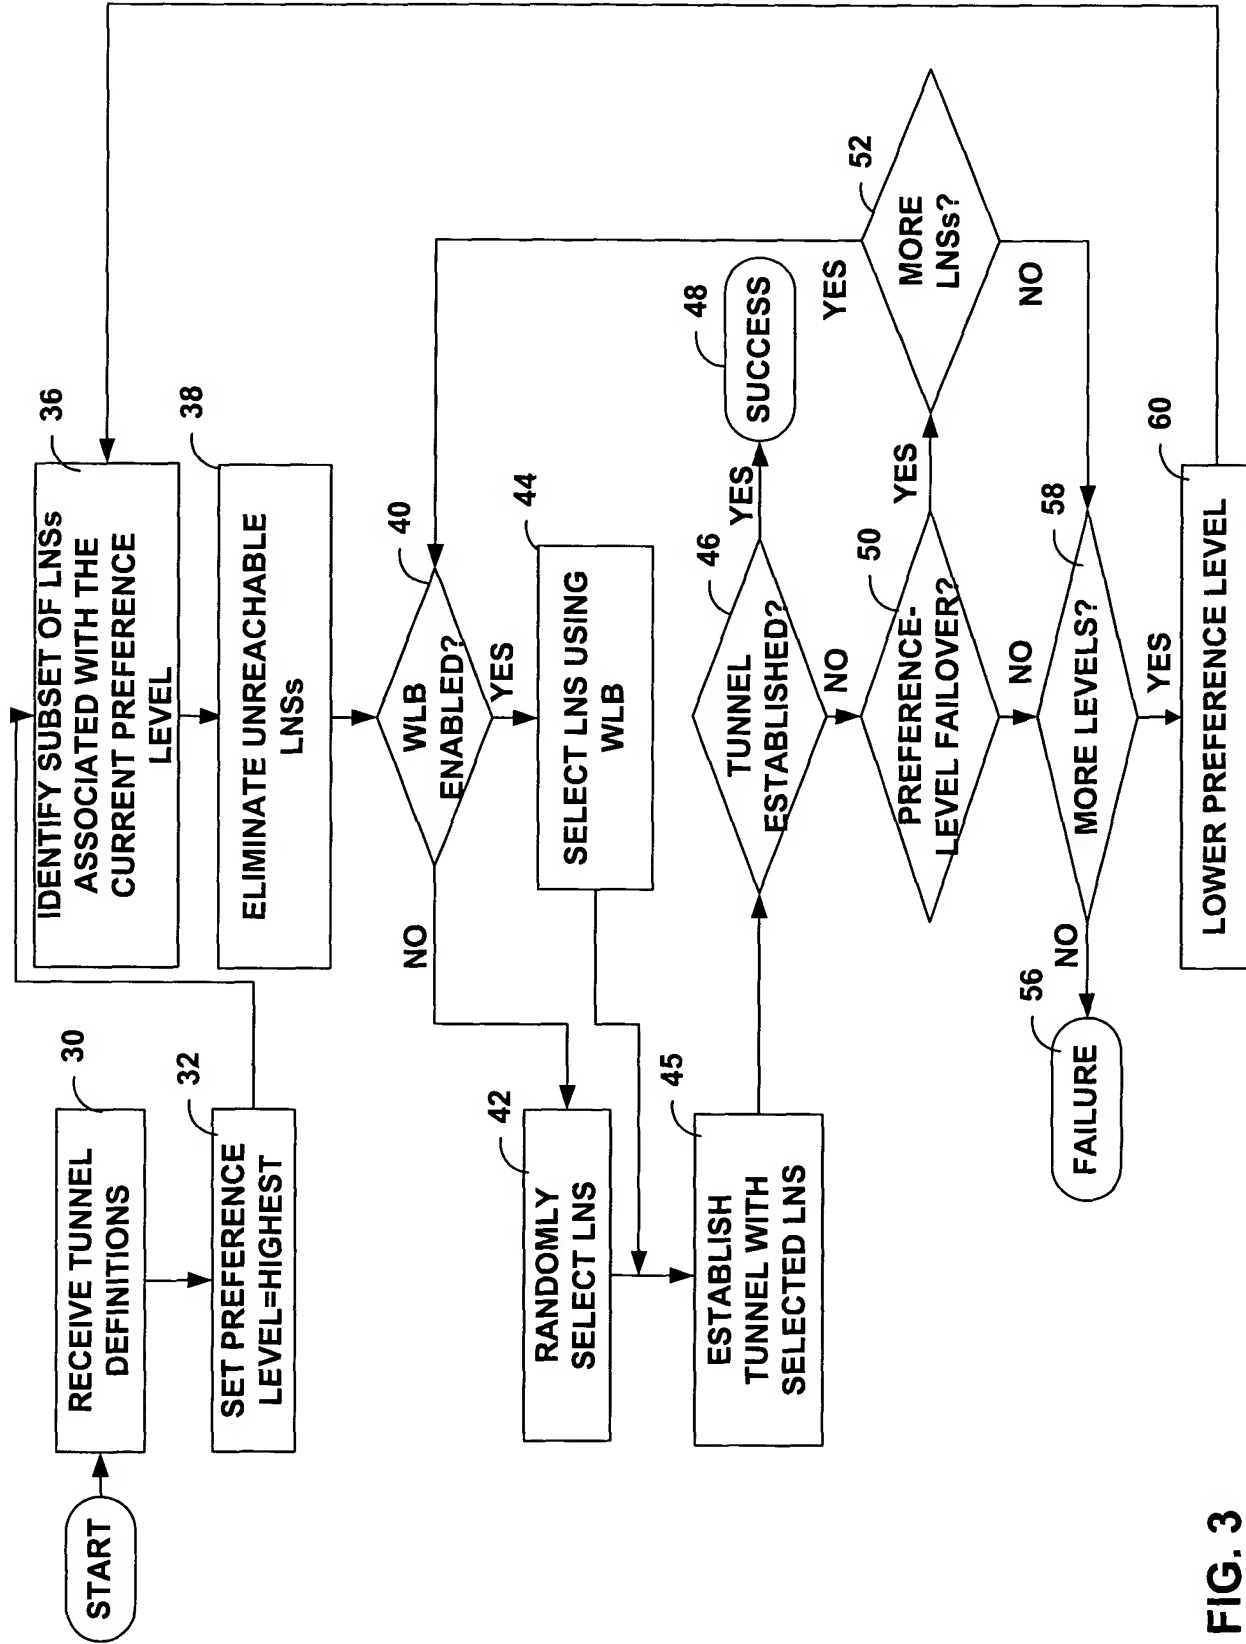 START
30
RECEIVE TUNNEL
DEFINITIONS
32
SET PREFERENCE
LEVEL=HIGHEST
36
IDENTIFY SUBSET OF LNSs
ASSOCIATED WITH THE
CURRENT PREFERENCE
LEVEL
38
ELIMINATE UNREACHABLE
LNSs
40
WLB
ENABLED?
NO
YES
42
RANDOMLY
SELECT LNS
44
SELECT LNS USING
WLB
45
ESTABLISH
TUNNEL WITH
SELECTED LNS
46
TUNNEL
ESTABLISHED?
YES
NO
48
SUCCESS
50
PREFERENCE-
LEVEL FAILOVER?
YES
NO
52
MORE
LNSs?
YES
NO
58
MORE LEVELS?
NO
YES
56
FAILURE
60
LOWER PREFERENCE LEVEL
FIG. 3